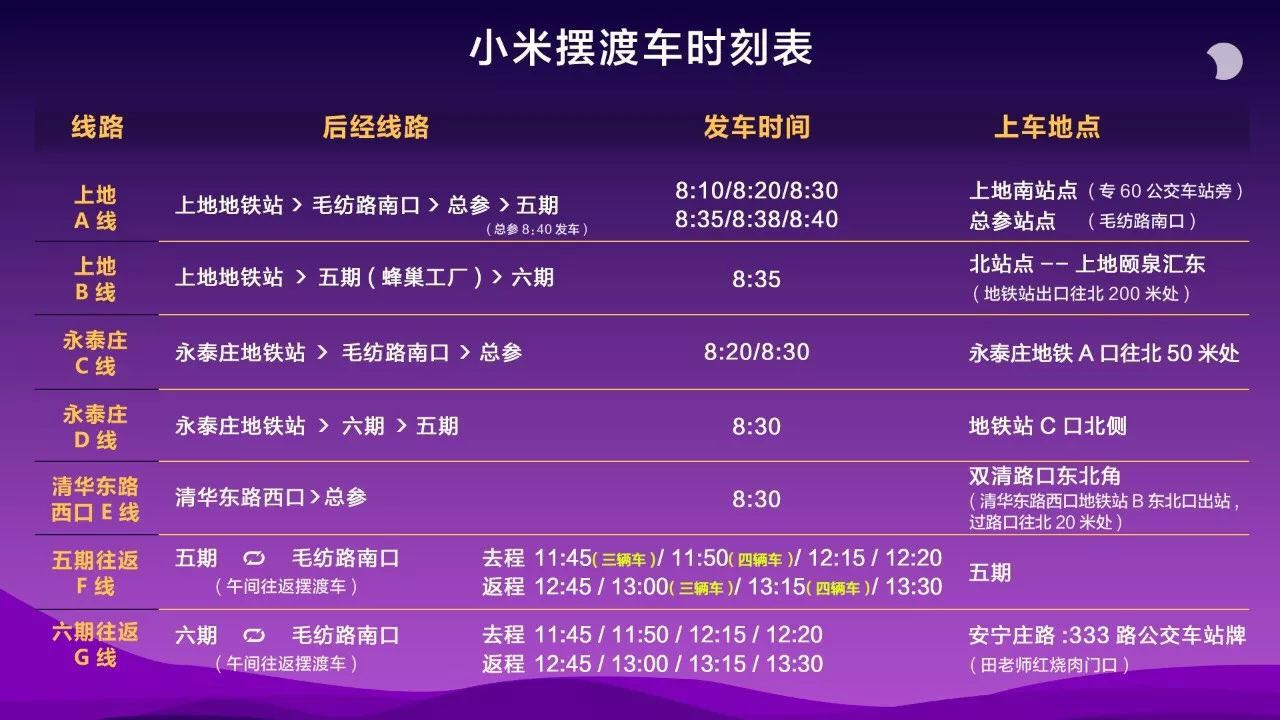 小米摆渡车时刻表
线路 后经线路 发车时间 上车地点
上地
A 线
上地地铁站 > 毛纺路南口 > 总参 > 五期
(总参 8:40 发车)
8:10/8:20/8:30
8:35/8:38/8:40
上地南站点 (专 60 公交车站旁)
总参站点 (毛纺路南口)
上地
B 线
上地地铁站 > 五期 (蜂巢工厂) > 六期
8:35
北站点 -- 上地颐泉汇东
(地铁站出口往北 200 米处)
永泰庄
C 线
永泰庄地铁站 > 毛纺路南口 > 总参
8:20/8:30
永泰庄地铁 A 口往北 50 米处
永泰庄
D 线
永泰庄地铁站 > 六期 > 五期
8:30
地铁站 C 口北侧
清华东路
西口 E 线
清华东路西口 > 总参
8:30
双清路口东北角
(清华东路西口地铁站 B 东北口出站,
过路口往北 20 米处)
五期往返
F 线
五期 毛纺路南口
(午间往返摆渡车)
去程 11:45(三辆车)/ 11:50(四辆车)/ 12:15 / 12:20
返程 12:45 / 13:00(三辆车)/ 13:15(四辆车)/ 13:30
五期
六期往返
G 线
六期 毛纺路南口
(午间往返摆渡车)
去程 11:45 / 11:50 / 12:15 / 12:20
返程 12:45 / 13:00 / 13:15 / 13:30
安宁庄路 :333 路公交车站牌
(田老师红烧肉门口)